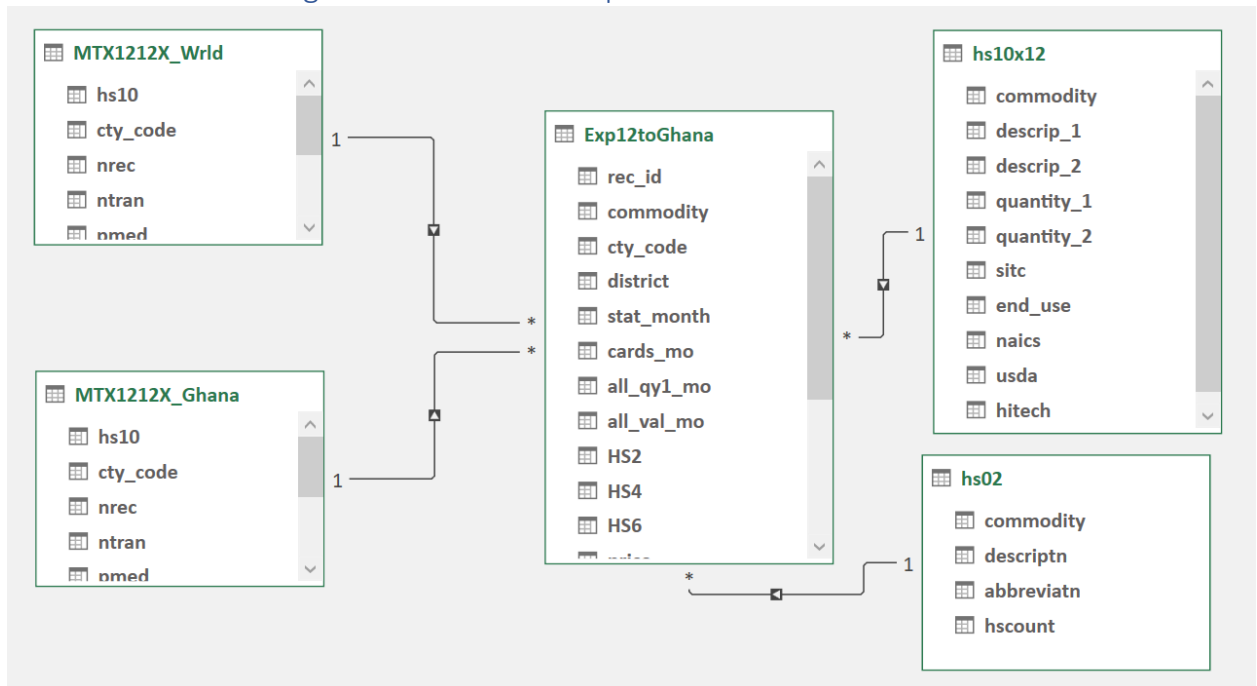 MTX1212X_Wrld
hs10
cty_code
nrec
ntran
pmed
1
*
MTX1212X_Ghana
hs10
cty_code
nrec
ntran
pmed
1
*
Exp12toGhana
rec_id
commodity
cty_code
district
stat_month
cards_mo
all_qy1_mo
all_val_mo
HS2
HS4
HS6
*
1
*
1
hs10x12
commodity
descrip_1
descrip_2
quantity_1
quantity_2
sitc
end_use
naics
usda
hitech
hs02
commodity
descriptn
abbreviatn
hscount